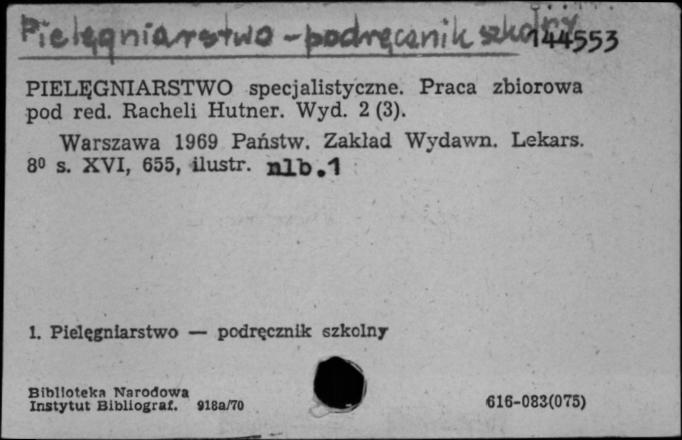 Pielęgniarstwo - podręcznik szkolny
144553
PIELĘGNIARSTWO specjalistyczne. Praca zbiorowa
pod red. Racheli Hutner. Wyd. 2 (3).
Warszawa 1969 Państw. Zakład Wydawn. Lekars.
8⁰ s. XVI, 655, ilustr. nlb.1
1. Pielęgniarstwo — podręcznik szkolny
Biblioteka Narodowa
Instytut Bibliograf. 918a/70
616-083(075)